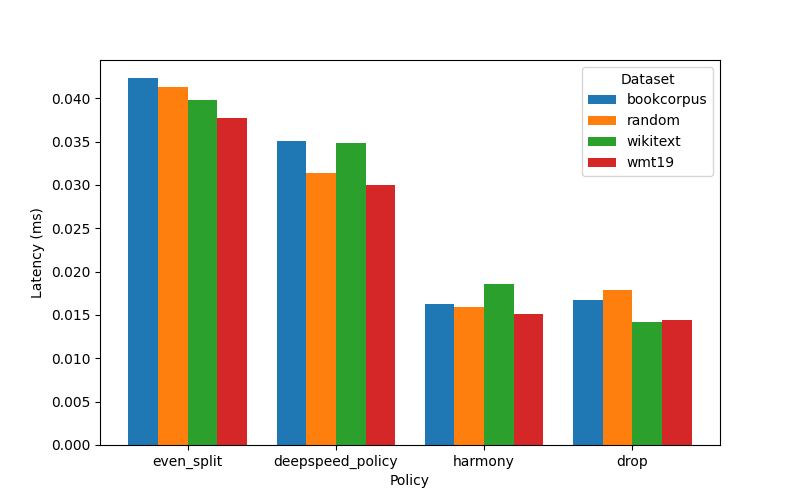 Dataset
bookcorpus
random
wikitext
wmt19
Latency (ms)
0.040
0.035
0.030
0.025
0.020
0.015
0.010
0.005
0.000
even_split deepspeed_policy harmony drop
Policy